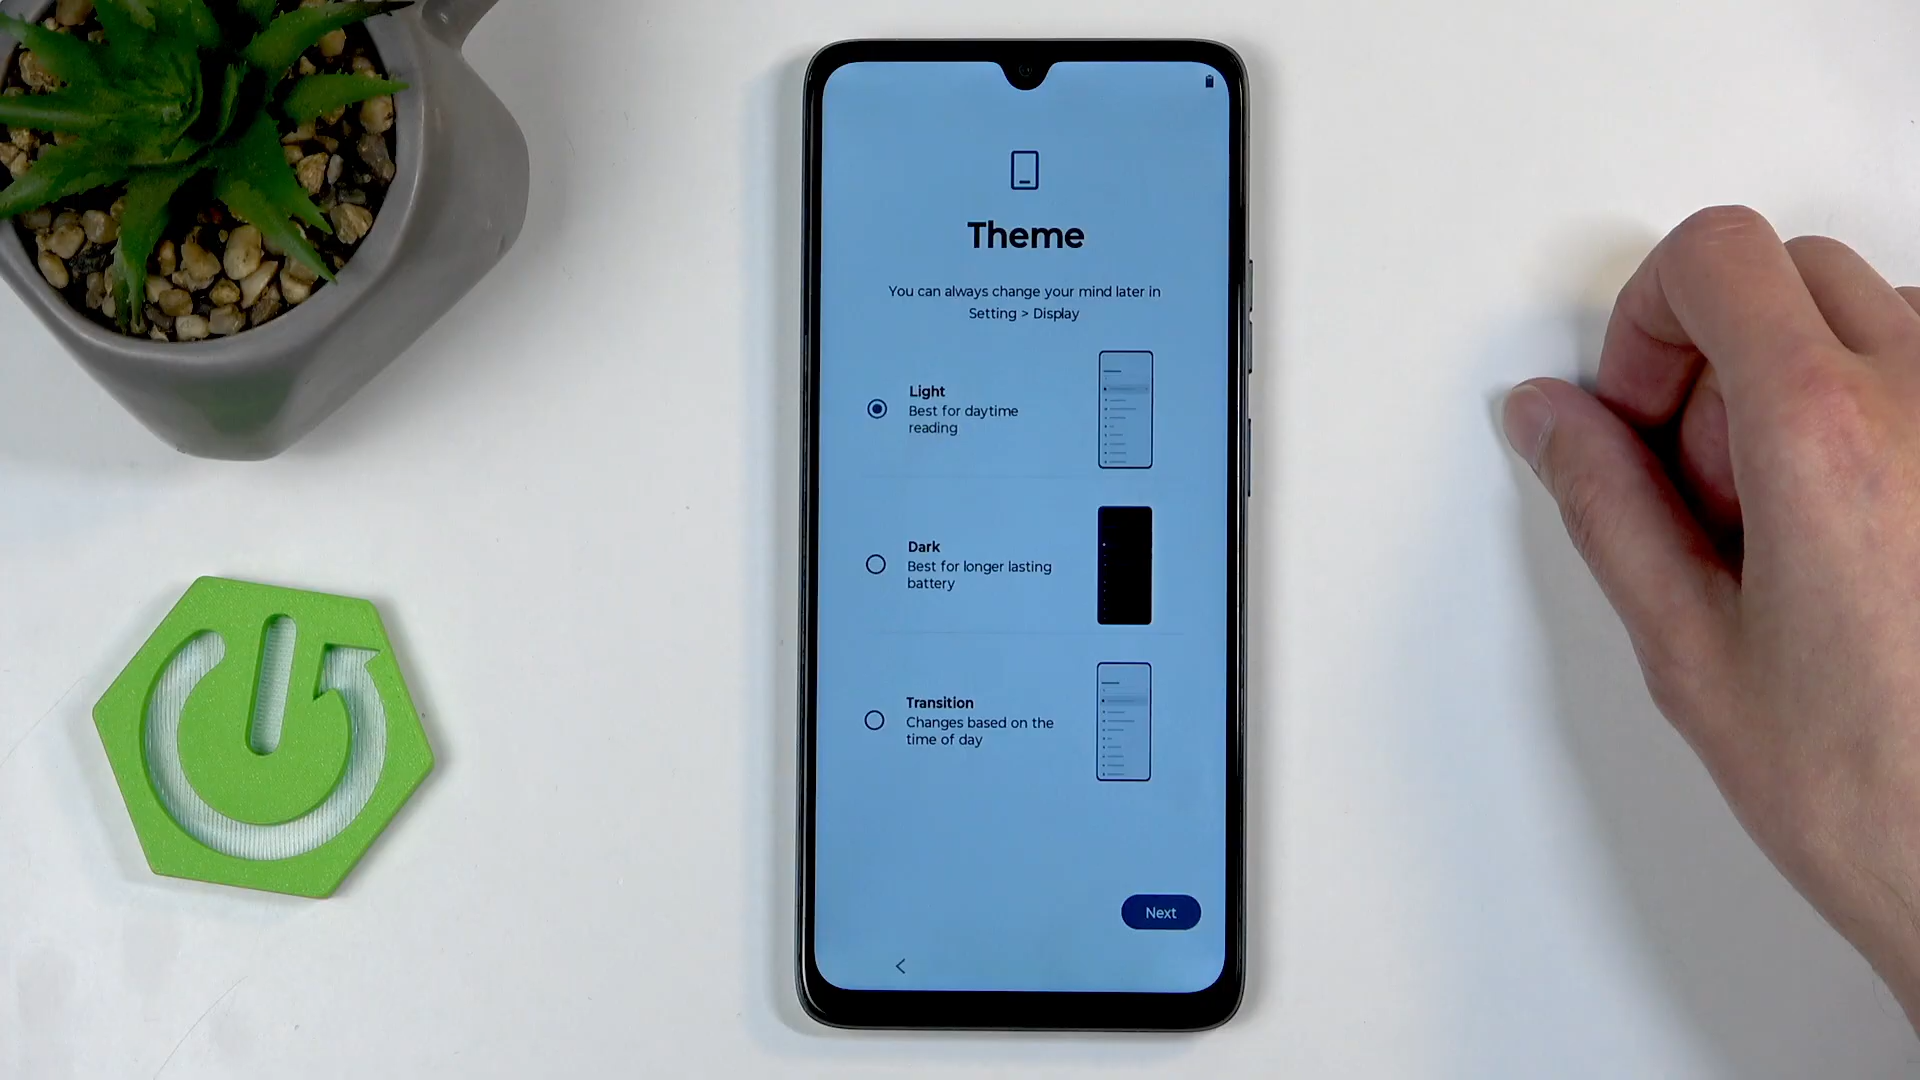 Theme
You can always change your mind later in
Setting > Display
Light
Best for daytime
reading
Dark
Best for longer lasting
battery
Transition
Changes based on the
time of day
Next